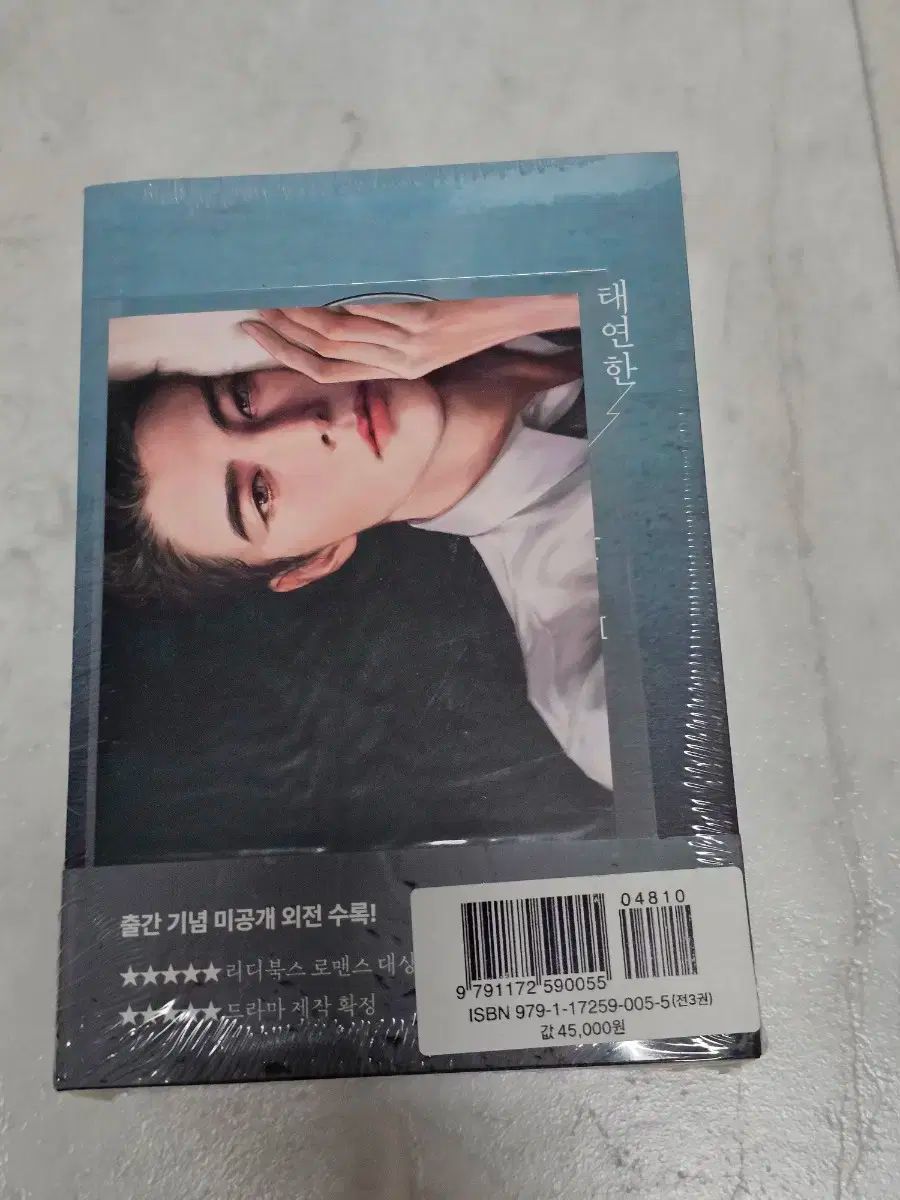 태연한
출간 기념 미공개 외전 수록!
★★★★★리디북스 로맨스 대상
★★★★★드라마 제작 확정
04810
9 791172 590055
ISBN 979-1-17259-005-5(전3권)
값 45,000원